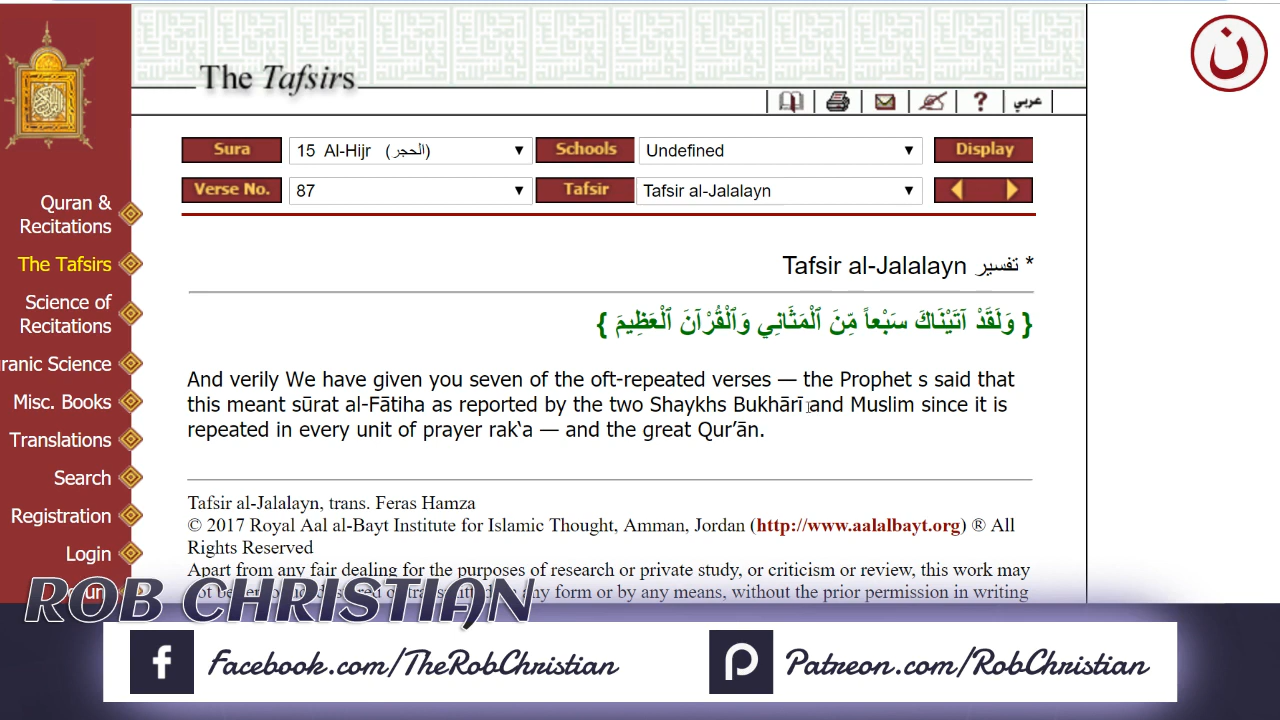 ن
The Tafsirs
عربي
Sura
15 Al-Hijr (الحجر)
Schools
Undefined
Display
Verse No.
87
Tafsir
Tafsir al-Jalalayn
Quran &
Recitations
The Tafsirs
Science of
Recitations
ranic Science
Misc. Books
Translations
Search
Registration
Login
* تفسير Tafsir al-Jalalayn
{ وَلَقَدْ آتَيْنَاكَ سَبْعاً مِّنَ ٱلْمَثَانِي وَٱلْقُرْآنَ ٱلْعَظِيمَ }
And verily We have given you seven of the oft-repeated verses — the Prophet s said that
this meant sūrat al-Fātiha as reported by the two Shaykhs Bukhārī and Muslim since it is
repeated in every unit of prayer rak‘a — and the great Qur’ān.
Tafsir al-Jalalayn, trans. Feras Hamza
© 2017 Royal Aal al-Bayt Institute for Islamic Thought, Amman, Jordan (http://www.aalalbayt.org) ® All
Rights Reserved
Apart from any fair dealing for the purposes of research or private study, or criticism or review, this work may
any form or by any means, without the prior permission in writing
ROB CHRISTIAN
Facebook.com/TheRobChristian
Patreon.com/RobChristian